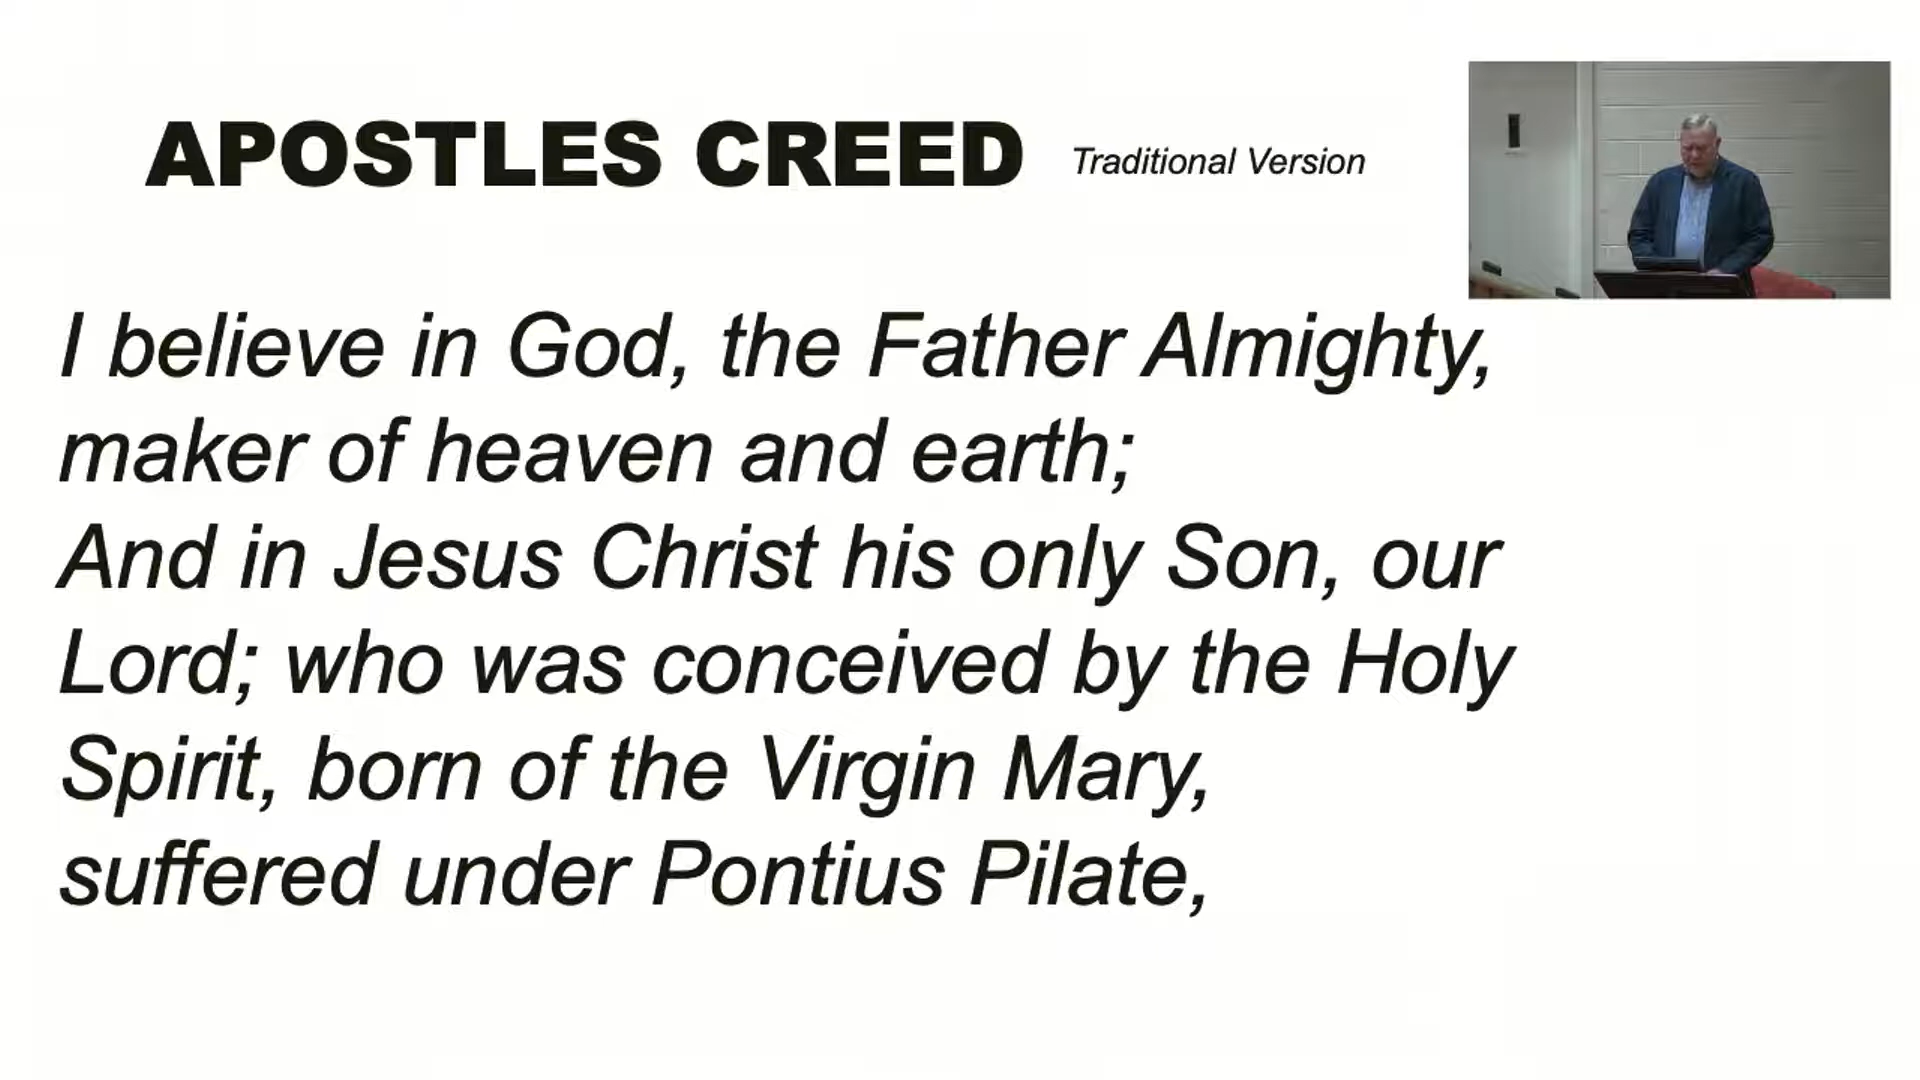 APOSTLES CREED Traditional Version
I believe in God, the Father Almighty,
maker of heaven and earth;
And in Jesus Christ his only Son, our
Lord; who was conceived by the Holy
Spirit, born of the Virgin Mary,
suffered under Pontius Pilate,